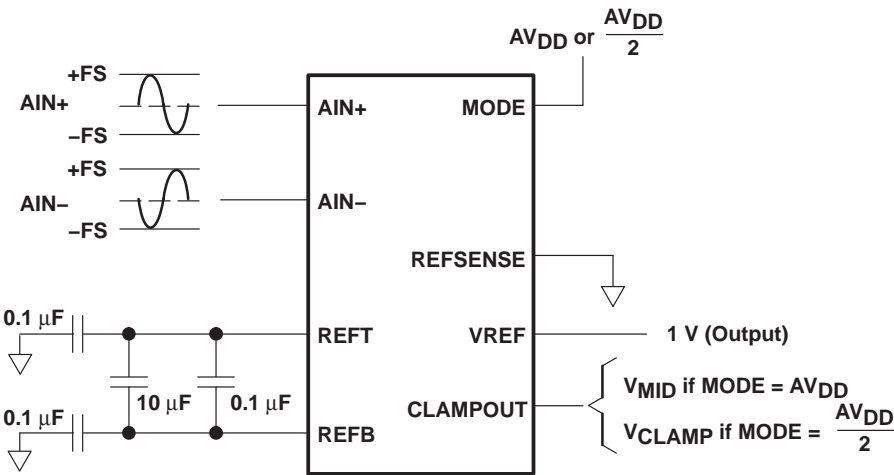 AVDD or AVDD/2
+FS
AIN+
−FS
AIN+
MODE
+FS
AIN−
−FS
AIN−
REFSENSE
0.1 μF
REFT
VREF
1 V (Output)
10 μF
0.1 μF
VMID if MODE = AVDD
CLAMPOUT
0.1 μF
REFB
VCLAMP if MODE = AVDD/2